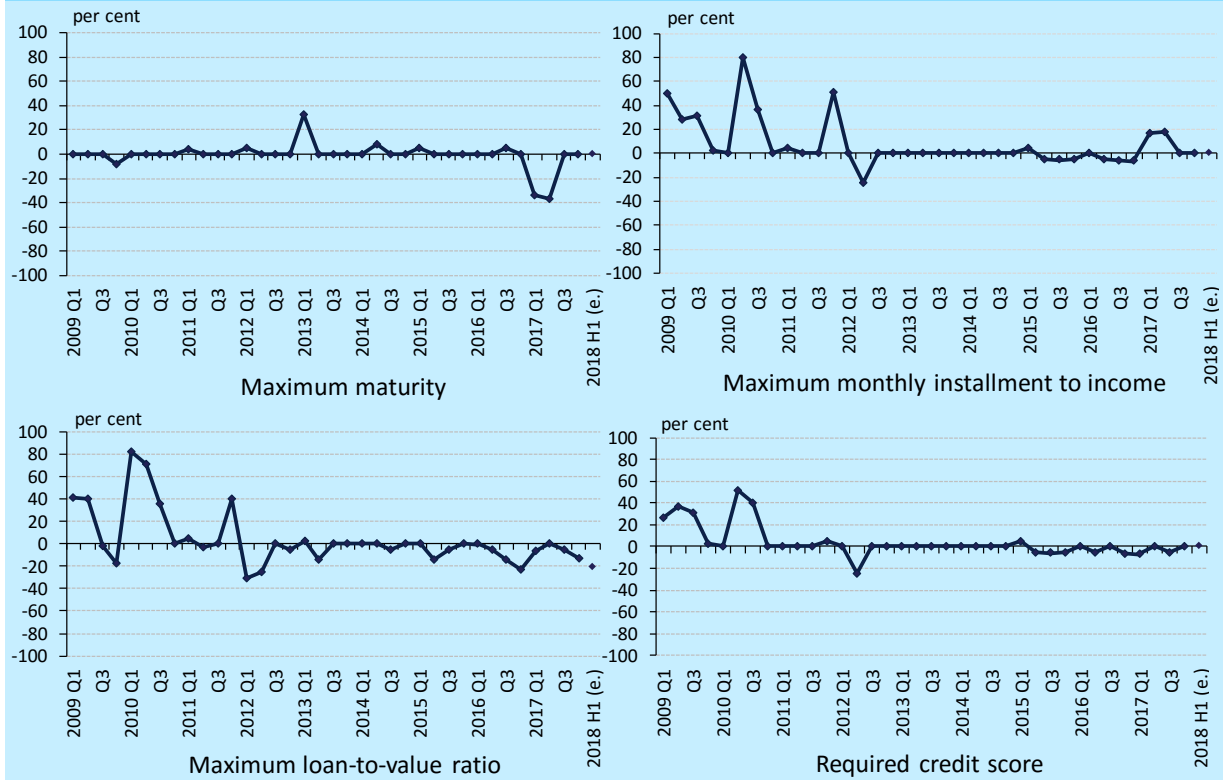 per cent
100
80
60
40
20
0
-20
-40
-60
-80
-100
2009 Q1
Q3
2010 Q1
Q3
2011 Q1
Q3
2012 Q1
Q3
2013 Q1
Q3
2014 Q1
Q3
2015 Q1
Q3
2016 Q1
Q3
2017 Q1
Q3
2018 H1 (e.)
Maximum maturity
per cent
100
80
60
40
20
0
-20
-40
-60
-80
-100
2009 Q1
Q3
2010 Q1
Q3
2011 Q1
Q3
2012 Q1
Q3
2013 Q1
Q3
2014 Q1
Q3
2015 Q1
Q3
2016 Q1
Q3
2017 Q1
Q3
2018 H1 (e.)
Maximum monthly installment to income
per cent
100
80
60
40
20
0
-20
-40
-60
-80
-100
2009 Q1
Q3
2010 Q1
Q3
2011 Q1
Q3
2012 Q1
Q3
2013 Q1
Q3
2014 Q1
Q3
2015 Q1
Q3
2016 Q1
Q3
2017 Q1
Q3
2018 H1 (e.)
Maximum loan-to-value ratio
per cent
100
80
60
40
20
0
-20
-40
-60
-80
-100
2009 Q1
Q3
2010 Q1
Q3
2011 Q1
Q3
2012 Q1
Q3
2013 Q1
Q3
2014 Q1
Q3
2015 Q1
Q3
2016 Q1
Q3
2017 Q1
Q3
2018 H1 (e.)
Required credit score